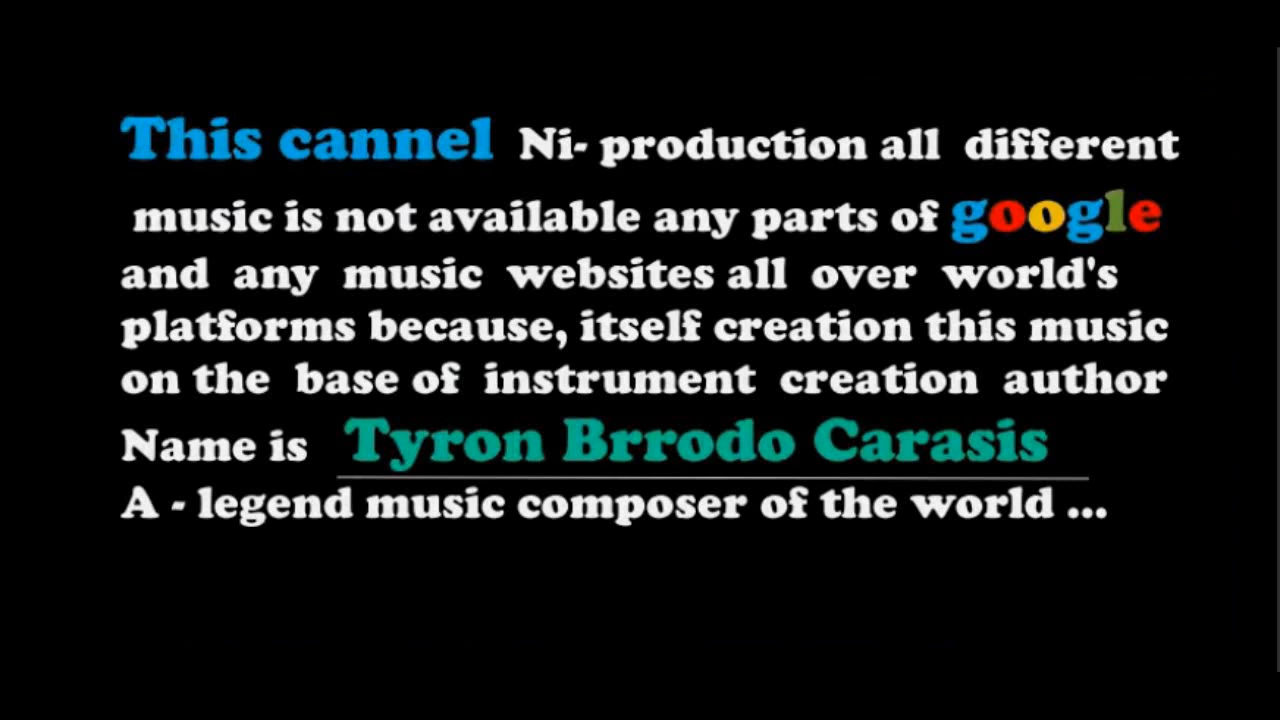 This cannel Ni- production all different
music is not available any parts of google
and any music websites all over world's
platforms because, itself creation this music
on the base of instrument creation author
Name is Tyron Brrodo Carasis
A - legend music composer of the world ...